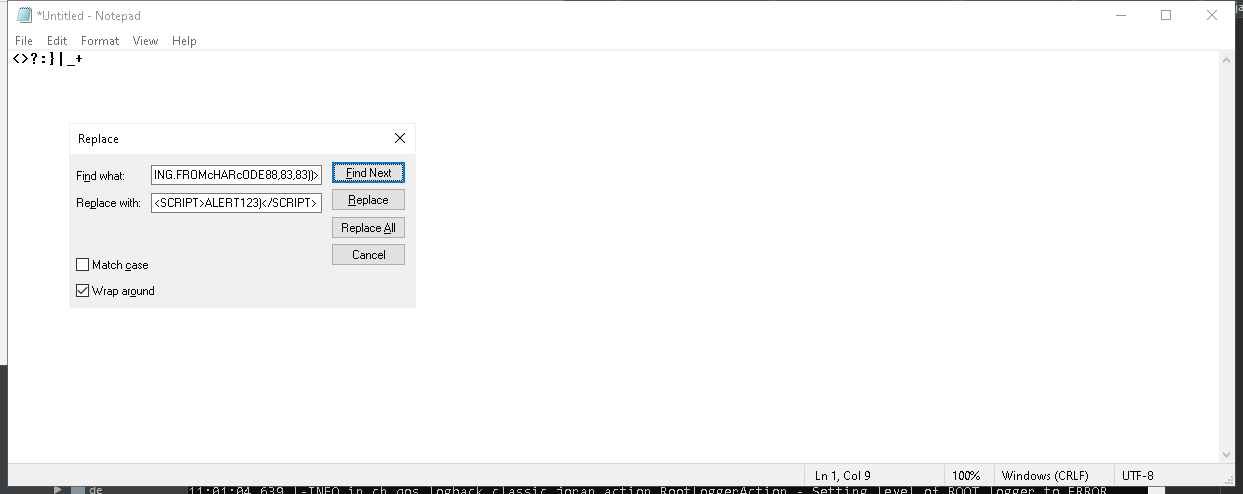 *Untitled - Notepad
File Edit Format View Help
<>?:}|_+
Replace
Find what: ING.FROMcHARcODE88,83,83))> Find Next
Replace with: <SCRIPT>ALERT123)</SCRIPT> Replace
Replace All
Cancel
Match case
Wrap around
Ln 1, Col 9 100% Windows (CRLF) UTF-8
de 11:01:04,639 |-INFO in ch.qos.logback.classic.joran.action.RootLoggerAction - Setting level of ROOT logger to ERROR